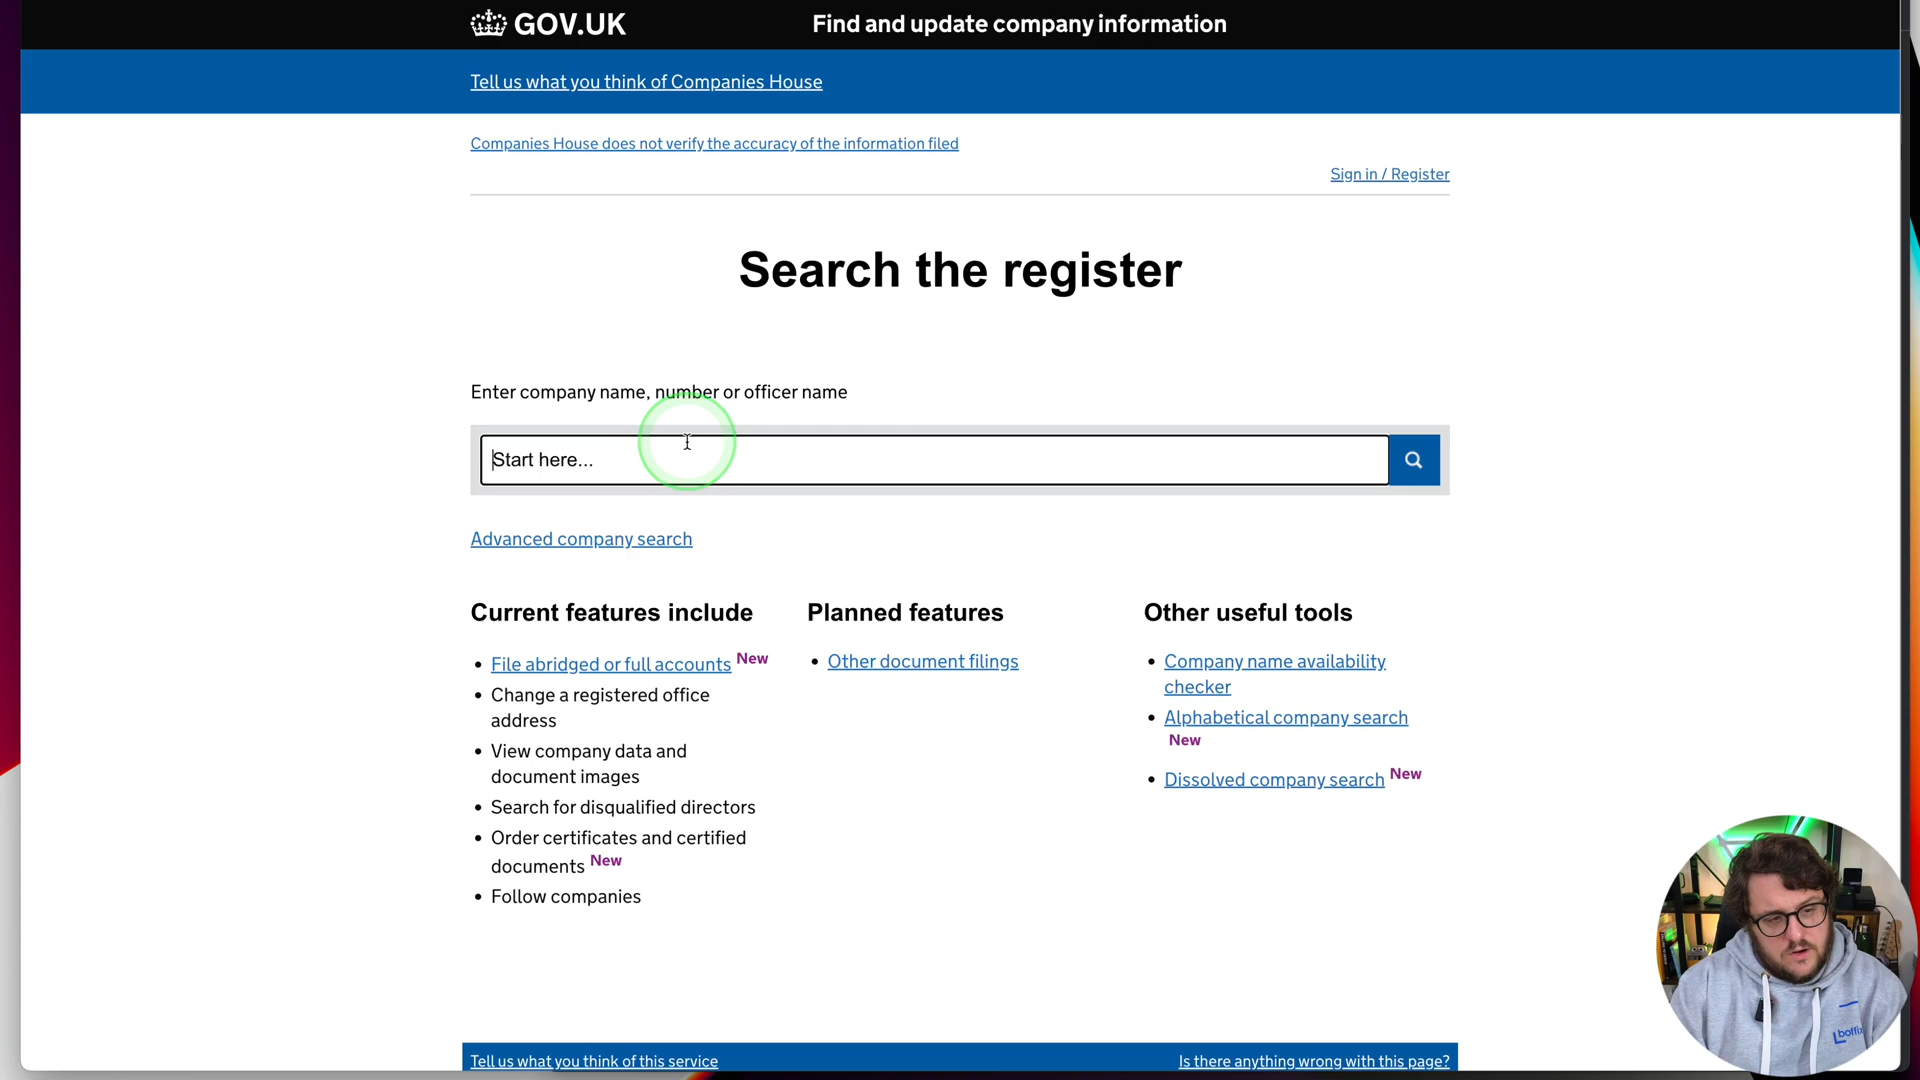 GOV.UK
Find and update company information
Tell us what you think of Companies House
Companies House does not verify the accuracy of the information filed
Sign in / Register
Search the register
Enter company name, number or officer name
Start here...
Advanced company search
Current features include
File abridged or full accounts New
Change a registered office
address
View company data and
document images
Search for disqualified directors
Order certificates and certified
documents New
Follow companies
Planned features
Other document filings
Other useful tools
Company name availability
checker
Alphabetical company search
New
Dissolved company search New
boffix
Tell us what you think of this service
Is there anything wrong with this page?